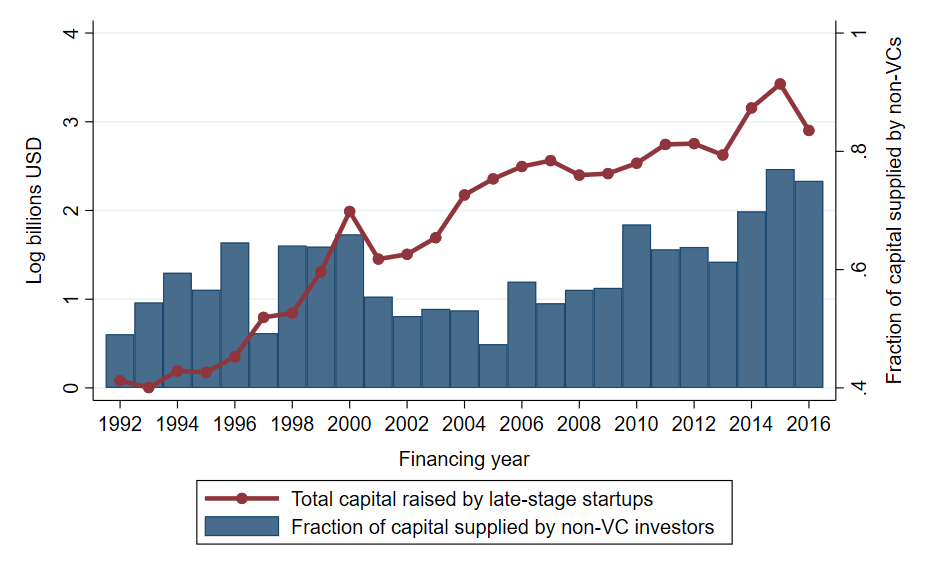 4
3
2
1
0
Log billions USD
1
.8
.6
.4
Fraction of capital supplied by non-VCs
1992 1994 1996 1998 2000 2002 2004 2006 2008 2010 2012 2014 2016
Financing year
Total capital raised by late-stage startups
Fraction of capital supplied by non-VC investors